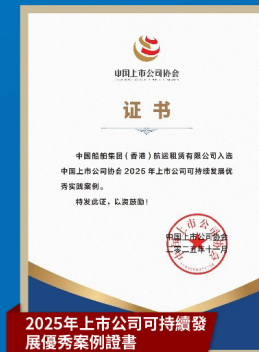 中国上市公司协会
证书
中国船舶集团(香港)航运租赁有限公司入选
中国上市公司协会2025年上市公司可持续发展优
秀实践案例。
特发此证，以资鼓励！
中国上市公司协会
二零二五年十二月
2025年上市公司可持續發
展優秀案例證書